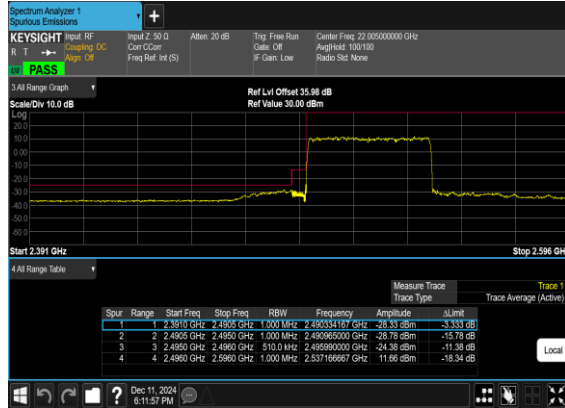 Spectrum Analyzer 1
Spurious Emissions
+
KEYSIGHT Input: RF Input Z: 50 Ω Atten: 20 dB Trig: Free Run Center Freq: 22.005000000 GHz
R T Coupling: DC Corr CCorr Gate: Off Avg|Hold: 100/100
Align: Off Freq Ref: Int (S) IF Gain: Low Radio Std: None
PASS
3 All Range Graph Ref Lvl Offset 35.98 dB
Scale/Div 10.0 dB Ref Value 30.00 dBm
Log
20.0
10.0
0.00
-10.0
-20.0
-30.0
-40.0
-50.0
-60.0
Start 2.391 GHz Stop 2.596 GHz
4 All Range Table
Measure Trace Trace 1
Trace Type Trace Average (Active)
Spur Range Start Freq Stop Freq RBW Frequency Amplitude ΔLimit
1 1 2.3910 GHz 2.4905 GHz 1.000 MHz 2.490334167 GHz -28.33 dBm -3.333 dB
2 2 2.4905 GHz 2.4950 GHz 1.000 MHz 2.490965000 GHz -28.78 dBm -15.78 dB
3 3 2.4950 GHz 2.4960 GHz 510.0 kHz 2.495990000 GHz -24.38 dBm -11.38 dB
4 4 2.4960 GHz 2.5960 GHz 1.000 MHz 2.537166667 GHz 11.66 dBm -18.34 dB
Local
? Dec 11, 2024
6:11:57 PM